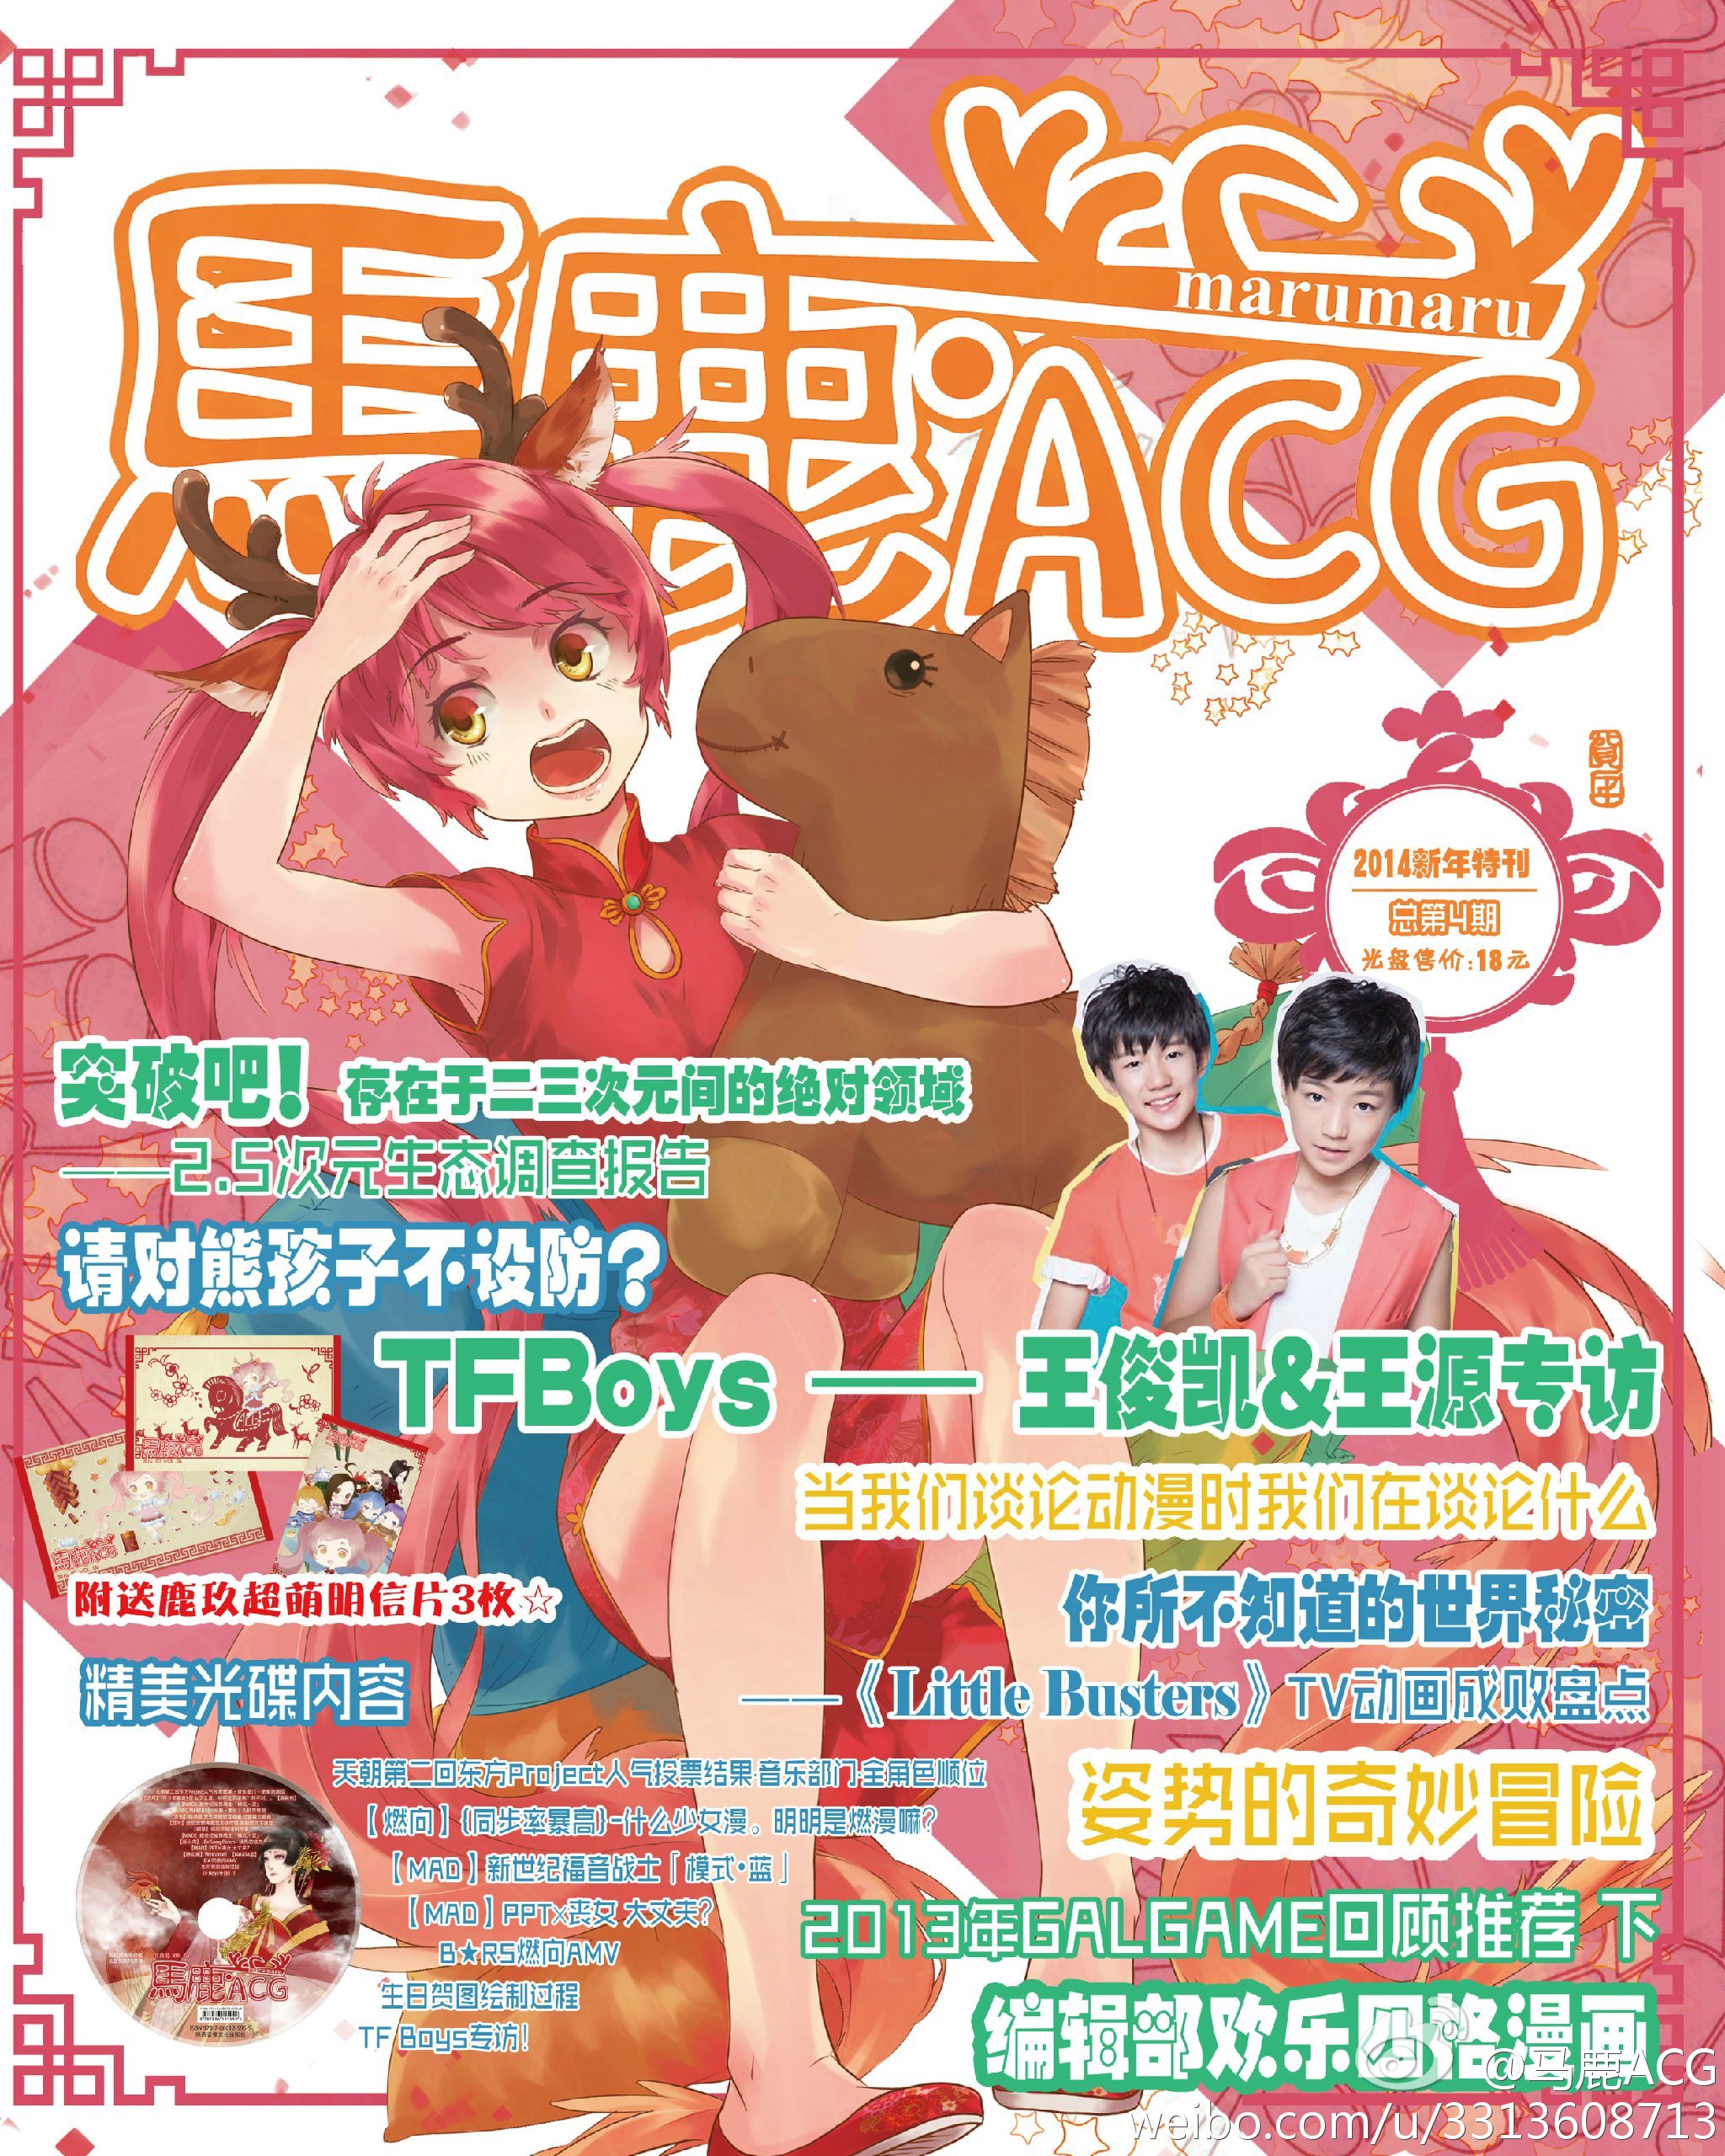 馬鹿·ACG
marumaru
2014新年特刊
总第4期
光盘售价:18元
突破吧！存在于二三次元间的绝对领域
——2.5次元生态调查报告
请对熊孩子不设防？
TFBoys —— 王俊凯&王源专访
当我们谈论动漫时我们在谈论什么
附送鹿玖超萌明信片3枚☆
你所不知道的世界秘密
——《Little Busters》TV动画成败盘点
精美光碟内容
天朝第二回东方Project人气投票结果·音乐部门·全角色顺位
【燃向】{同步率暴高}-什么少女漫。明明是燃漫嘛？
【MAD】新世纪福音战士「模式·蓝」
【MAD】PPT×丧女 大丈夫？
B★RS燃向AMV
生日贺图绘制过程
TF Boys专访！
姿势的奇妙冒险
2013年GALGAME回顾推荐 下
编辑部欢乐四格漫画
馬鹿·ACG
馬鹿ACG
馬鹿ACG
@马鹿ACG
weibo.com/u/3313608713